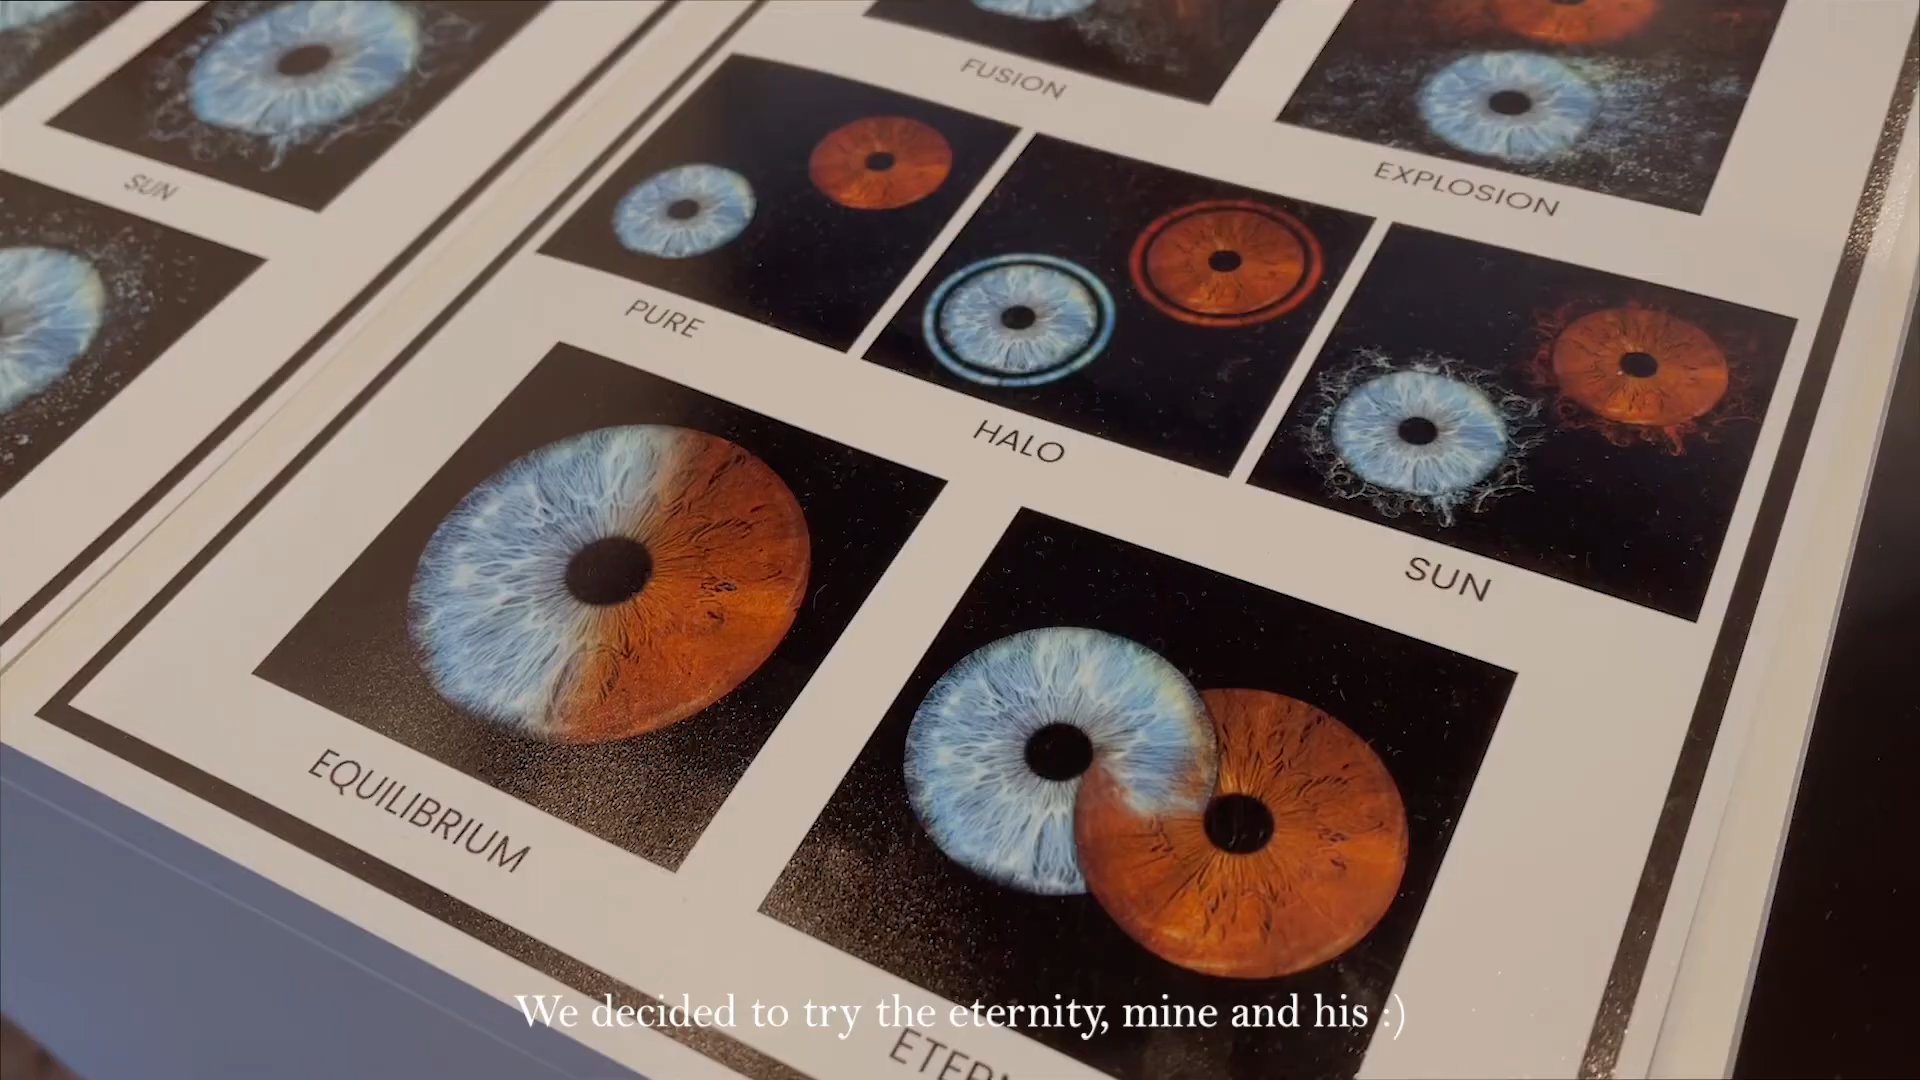 FUSION
EXPLOSION
SUN
PURE
HALO
SUN
EQUILIBRIUM
We decided to try the eternity, mine and his :)